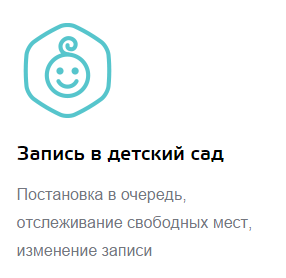 Запись в детский сад
Постановка в очередь,
отслеживание свободных мест,
изменение записи